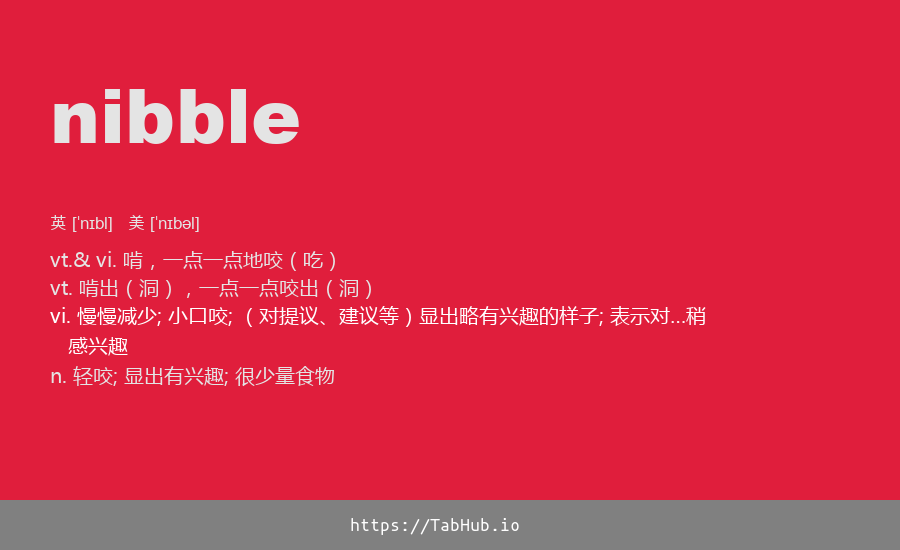 nibble
英 [ˈnɪbl] 美 [ˈnɪbəl]
vt.& vi. 啃，一点一点地咬（吃）
vt. 啃出（洞），一点一点咬出（洞）
vi. 慢慢减少; 小口咬; （对提议、建议等）显出略有兴趣的样子; 表示对…稍
感兴趣
n. 轻咬; 显出有兴趣; 很少量食物
https://TabHub.io